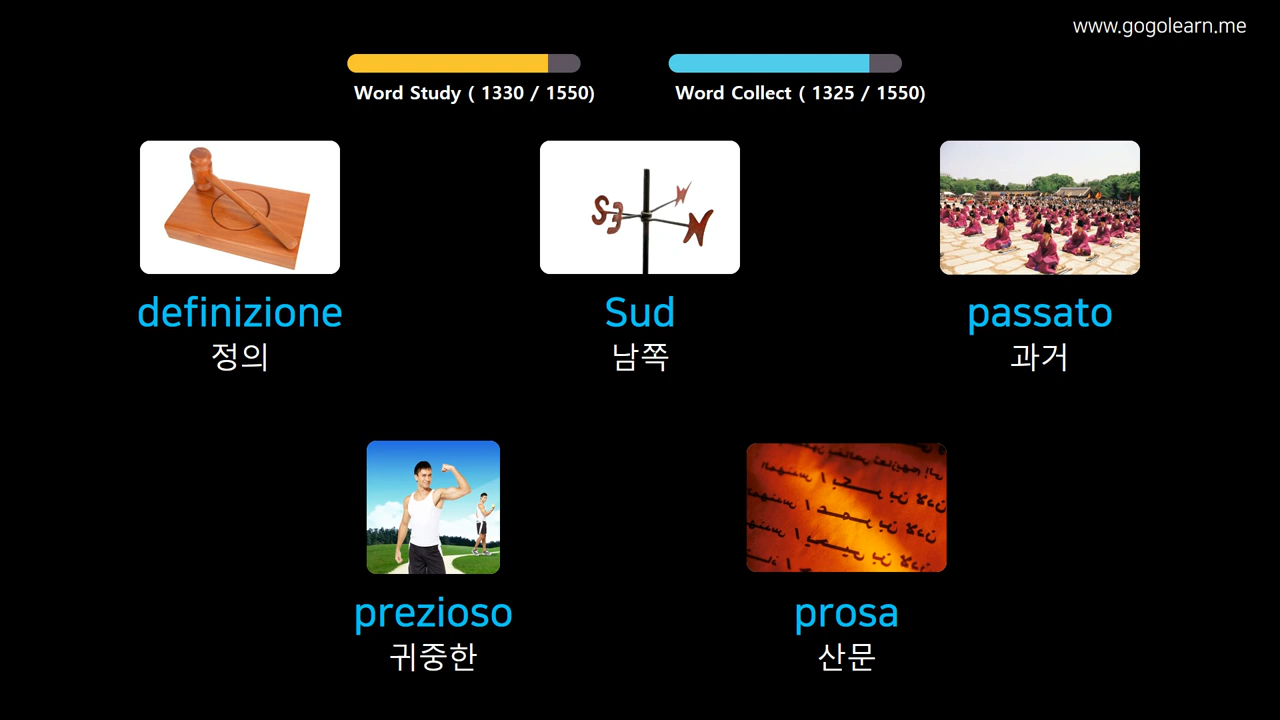 www.gogolearn.me
Word Study ( 1330 / 1550)
Word Collect ( 1325 / 1550)
definizione
정의
Sud
남쪽
passato
과거
prezioso
귀중한
prosa
산문